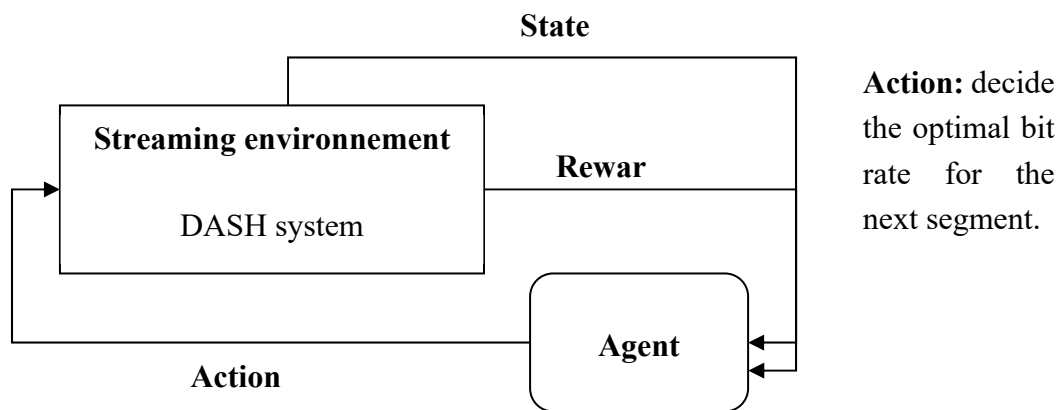 State
Streaming environnement
DASH system
Rewar
Agent
Action
Action: decide
the optimal bit
rate for the
next segment.